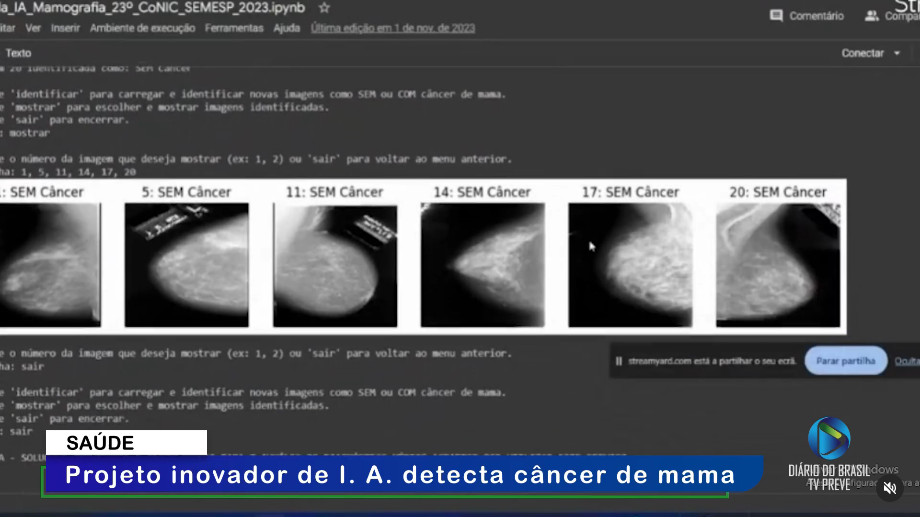 la_IA_Mamografia_23º_CoNIC_SEMESP_2023.ipynb ☆
itar Ver Inserir Ambiente de execução Ferramentas Ajuda Última edição em 1 de nov. de 2023
Comentário Compa
Texto
Conectar
m 20 identificada como: SEM Câncer
e 'identificar' para carregar e identificar novas imagens como SEM ou COM câncer de mama.
e 'mostrar' para escolher e mostrar imagens identificadas.
e 'sair' para encerrar.
: mostrar
e o número da imagem que deseja mostrar (ex: 1, 2) ou 'sair' para voltar ao menu anterior.
ha: 1, 5, 11, 14, 17, 20
: SEM Câncer 5: SEM Câncer 11: SEM Câncer 14: SEM Câncer 17: SEM Câncer 20: SEM Câncer
e o número da imagem que deseja mostrar (ex: 1, 2) ou 'sair' para voltar ao menu anterior.
ha: sair
streamyard.com está a partilhar o seu ecrã. Parar partilha Oculta
e 'identificar' para carregar e identificar novas imagens como SEM ou COM câncer de mama.
e 'mostrar' para escolher e mostrar imagens identificadas.
e 'sair' para encerrar.
: sair
SAÚDE
Projeto inovador de I. A. detecta câncer de mama
DIÁRIO DO BRASIL
TV PREVE